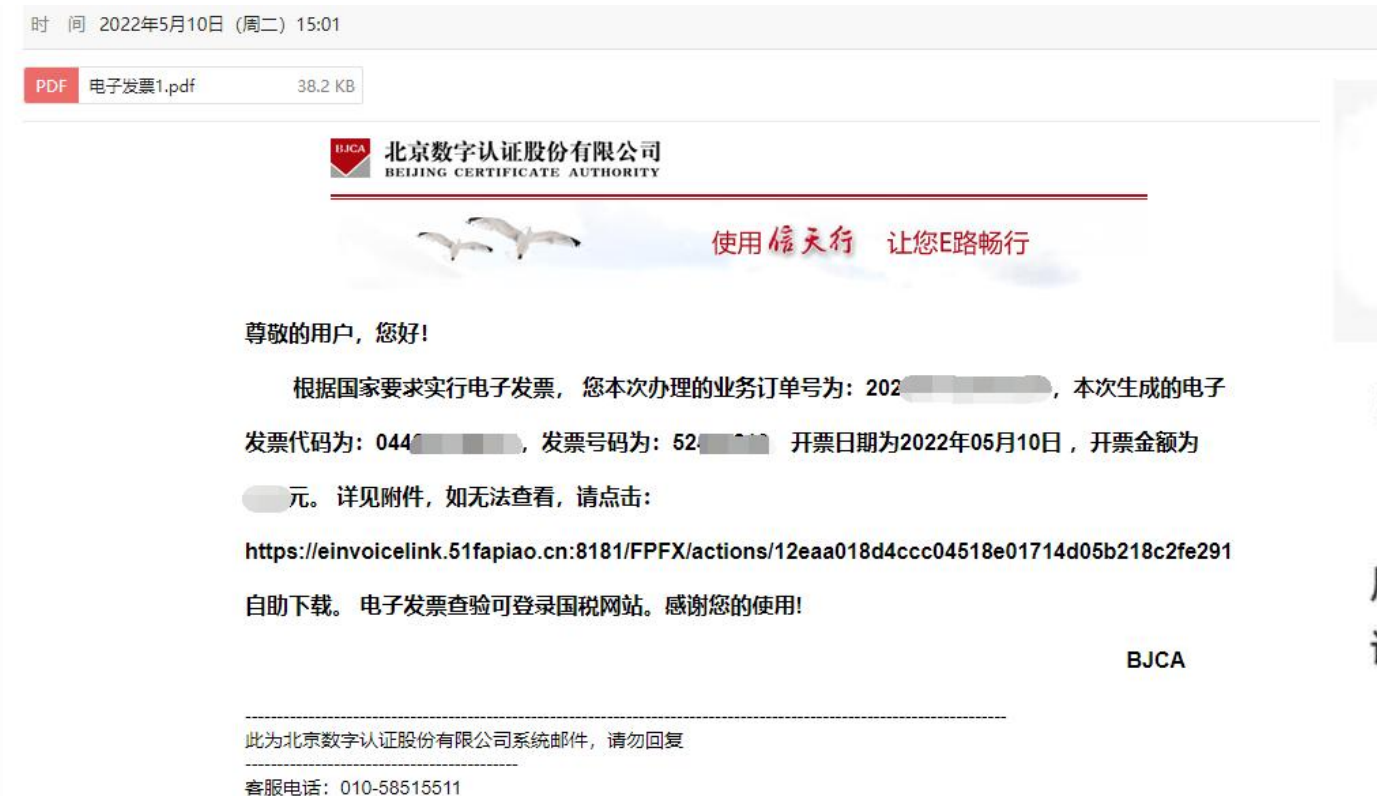 时 间 2022年5月10日（周二）15:01
PDF 电子发票1.pdf 38.2 KB
BJCA 北京数字认证股份有限公司
BEIJING CERTIFICATE AUTHORITY
使用信天行 让您E路畅行
尊敬的用户，您好！
根据国家要求实行电子发票， 您本次办理的业务订单号为：202 ，本次生成的电子
发票代码为：044 ，发票号码为：52 开票日期为2022年05月10日 ，开票金额为
元。 详见附件，如无法查看，请点击：
https://einvoicelink.51fapiao.cn:8181/FPFX/actions/12eaa018d4ccc04518e01714d05b218c2fe291
自助下载。 电子发票查验可登录国税网站。感谢您的使用!
BJCA
此为北京数字认证股份有限公司系统邮件，请勿回复
客服电话：010-58515511